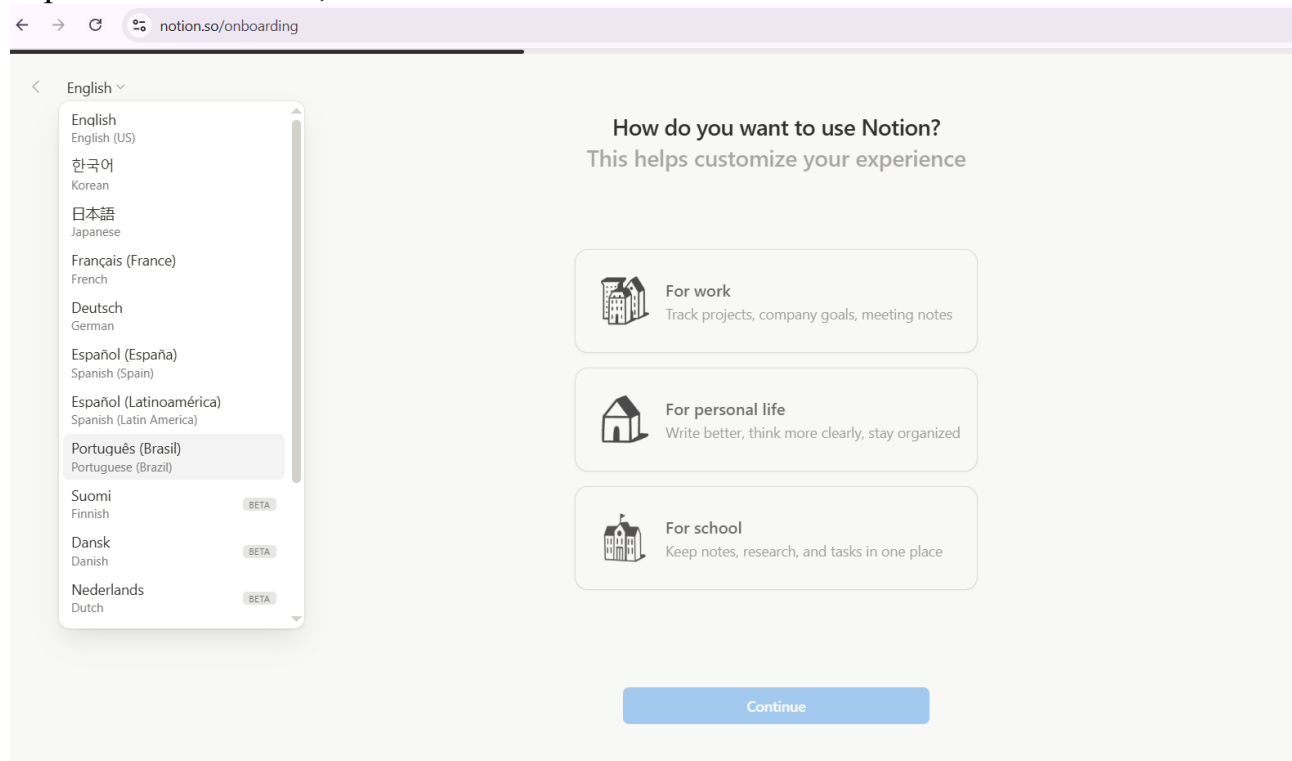 notion.so/onboarding
English
English
English (US)
한국어
Korean
日本語
Japanese
Français (France)
French
Deutsch
German
Español (España)
Spanish (Spain)
Español (Latinoamérica)
Spanish (Latin America)
Português (Brasil)
Portuguese (Brazil)
Suomi
Finnish
BETA
Dansk
Danish
BETA
Nederlands
Dutch
BETA
How do you want to use Notion?
This helps customize your experience
For work
Track projects, company goals, meeting notes
For personal life
Write better, think more clearly, stay organized
For school
Keep notes, research, and tasks in one place
Continue